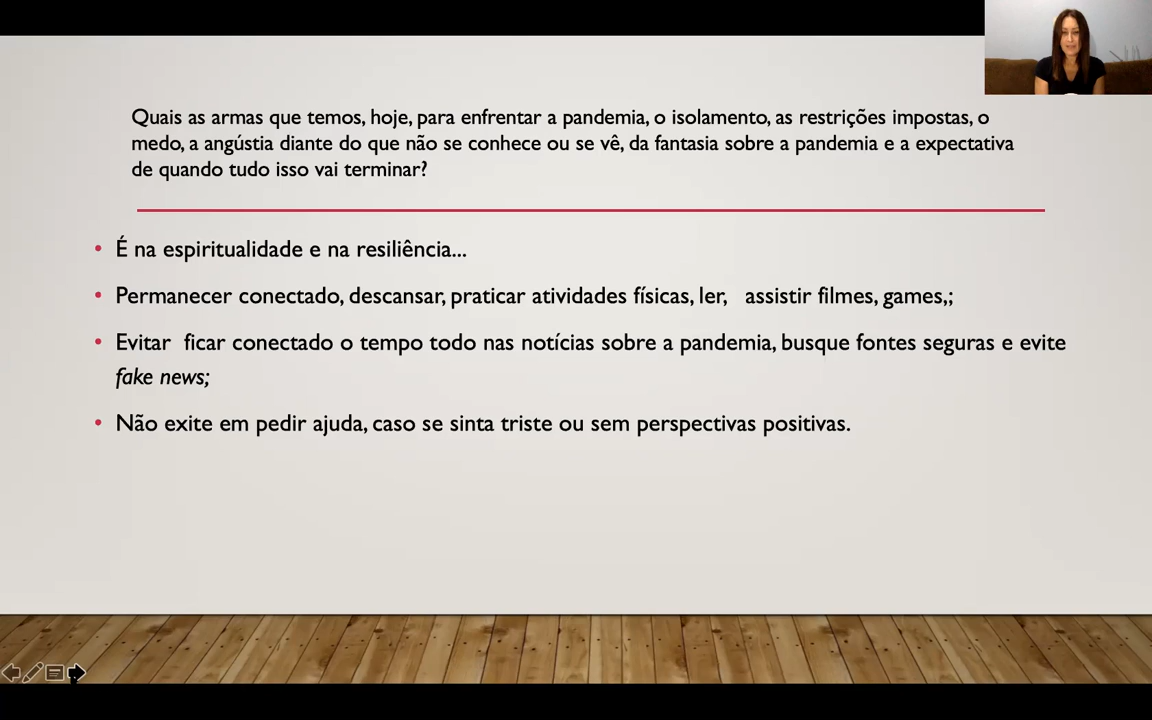 Quais as armas que temos, hoje, para enfrentar a pandemia, o isolamento, as restrições impostas, o
medo, a angústia diante do que não se conhece ou se vê, da fantasia sobre a pandemia e a expectativa
de quando tudo isso vai terminar?
• É na espiritualidade e na resiliência...
• Permanecer conectado, descansar, praticar atividades físicas, ler, assistir filmes, games,;
• Evitar ficar conectado o tempo todo nas notícias sobre a pandemia, busque fontes seguras e evite
fake news;
• Não exite em pedir ajuda, caso se sinta triste ou sem perspectivas positivas.